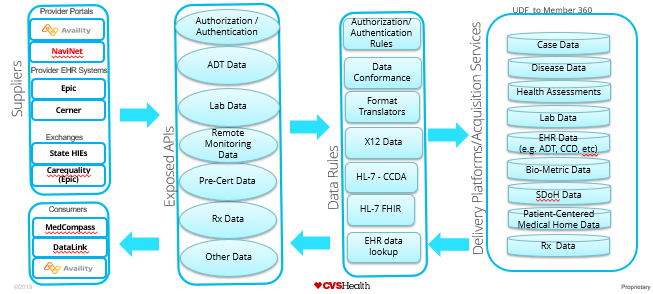 Provider Portals
Availity
NaviNet
Provider EHR Systems
Epic
Cerner
Exchanges
State HIEs
Carequality
(Epic)
Suppliers
Consumers
MedCompass
DataLink
Availity
Exposed APIs
Authorization /
Authentication
ADT Data
Lab Data
Remote
Monitoring
Data
Pre-Cert Data
Rx Data
Other Data
Data Rules
Authorization/
Authentication
Rules
Data
Conformance
Format
Translators
X12 Data
HL-7 - CCDA
HL-7 FHIR
EHR data
lookup
Delivery Platforms/Acquisition Services
UDF to Member 360
Case Data
Disease Data
Health Assessments
Lab Data
EHR Data
(e.g. ADT, CCD, etc)
Bio-Metric Data
SDoH Data
Patient-Centered
Medical Home Data
Rx Data
©2019
CVSHealth
Proprietary